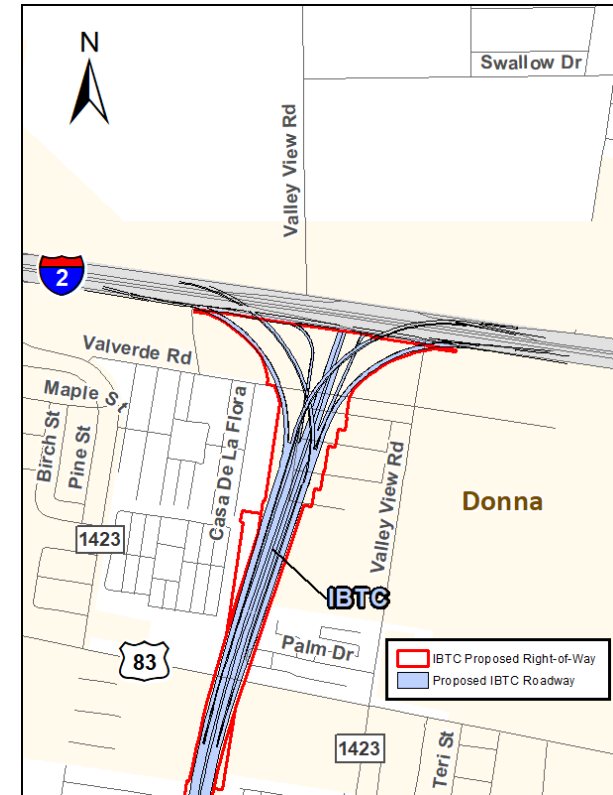 N
Swallow Dr
Valley View Rd
2
Valverde Rd
Maple St
Birch St
Pine St
Casa De La Flora
Valley View Rd
Donna
1423
IBTC
83
Palm Dr
IBTC Proposed Right-of-Way
Proposed IBTC Roadway
1423
Teri St